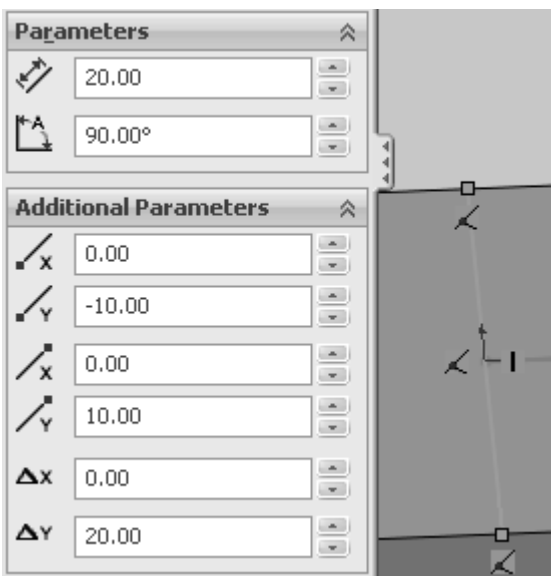 Parameters
20.00
A
90.00°
Additional Parameters
X 0.00
Y -10.00
X 0.00
Y 10.00
ΔX 0.00
ΔY 20.00